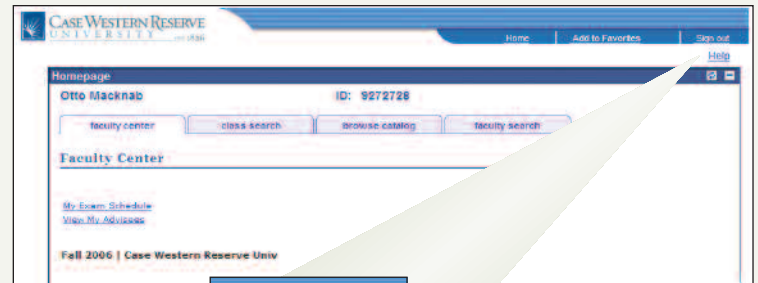 CASE WESTERN RESERVE
UNIVERSITY EST 1826
Home Add to Favorites Sign out
Help
Homepage
Otto Macknab ID: 9272728
faculty center class search browse catalog faculty search
Faculty Center
My Exam Schedule
View My Advisees
Fall 2006 | Case Western Reserve Univ